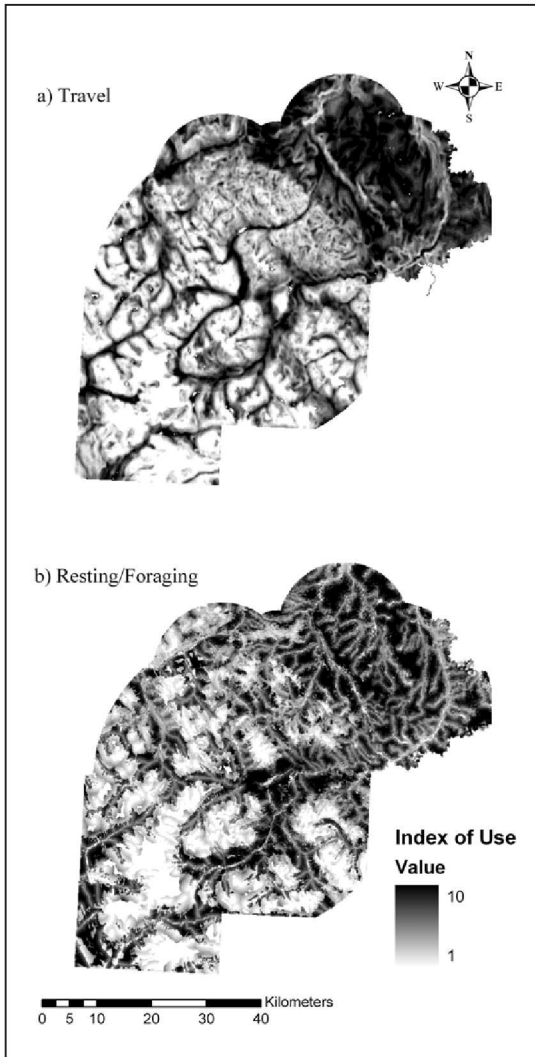 N
a) Travel
W E
S
b) Resting/Foraging
Index of Use
Value
10
1
Kilometers
0 5 10 20 30 40